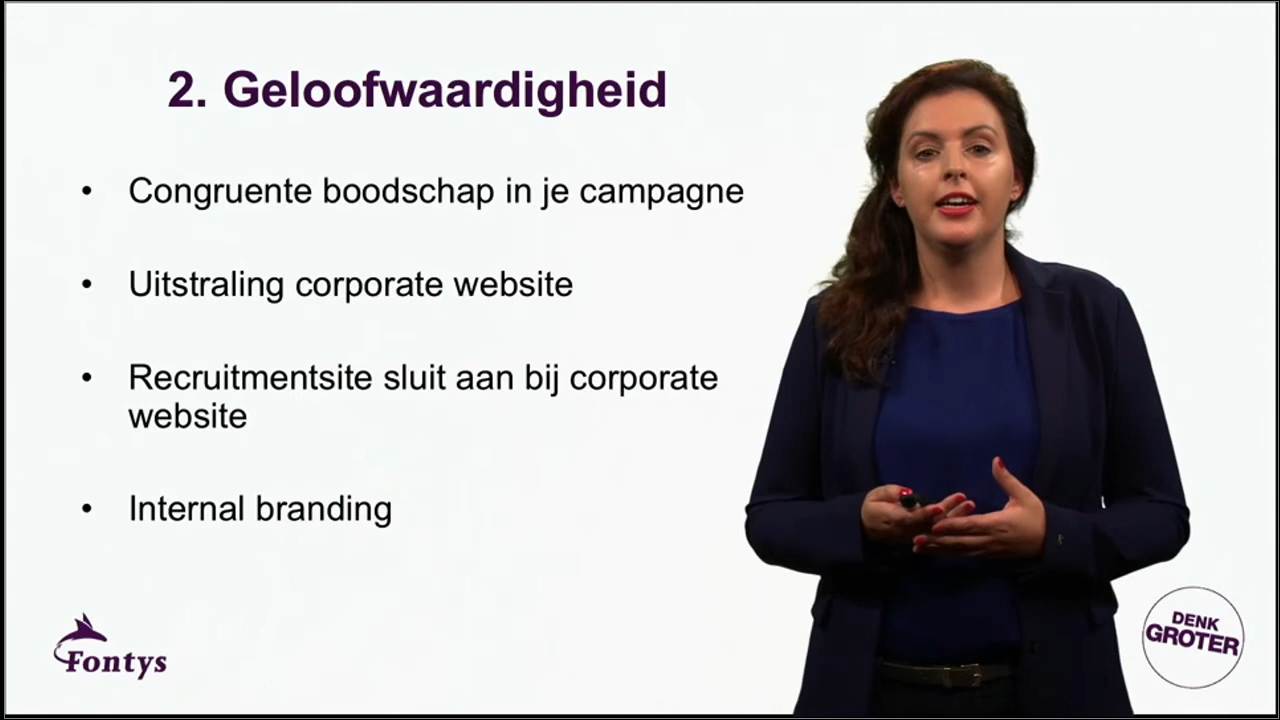 2. Geloofwaardigheid
• Congruente boodschap in je campagne
• Uitstraling corporate website
• Recruitmentsite sluit aan bij corporate
website
• Internal branding
Fontys
DENK
GROTER